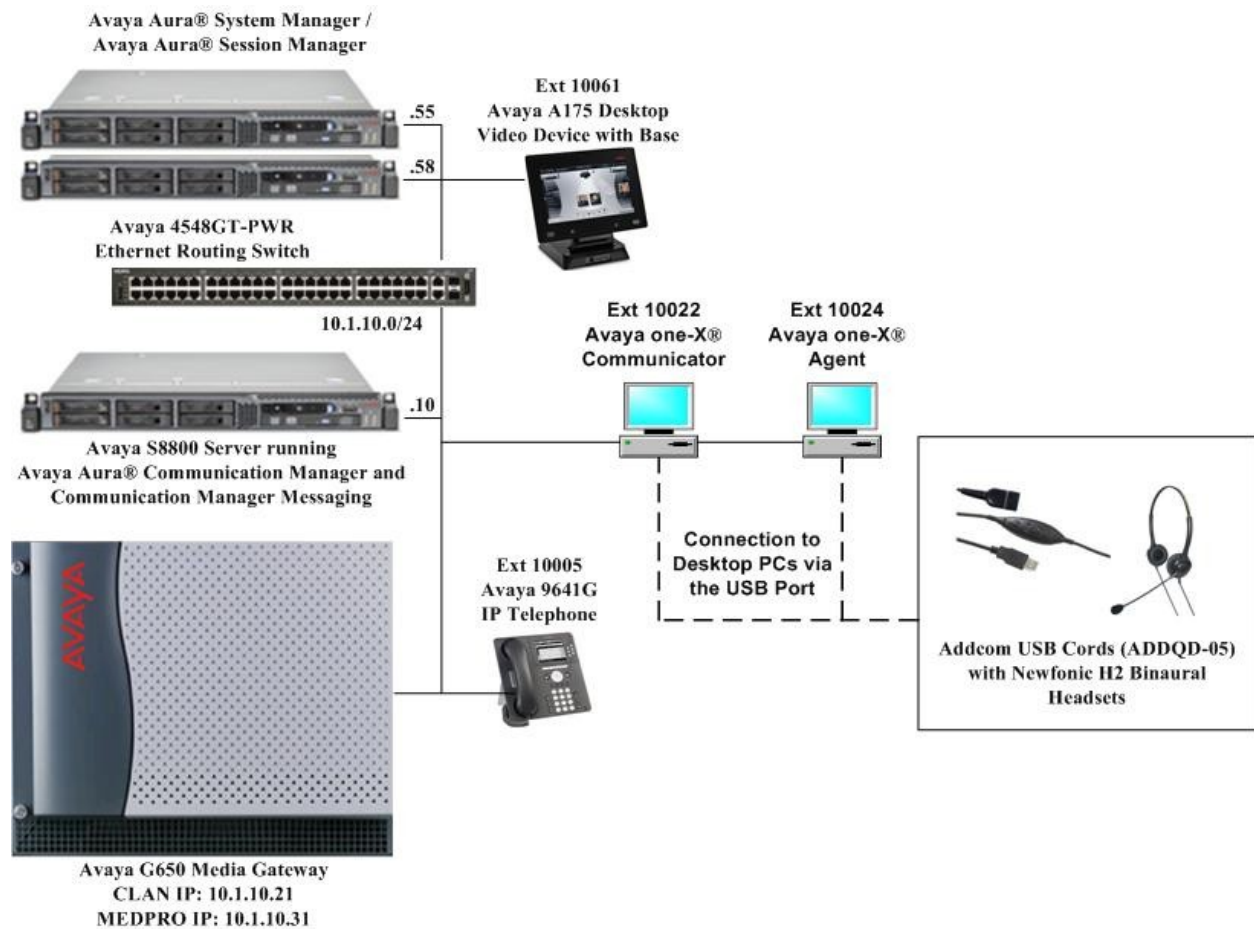 Avaya Aura® System Manager /
Avaya Aura® Session Manager
.55
.58
Ext 10061
Avaya A175 Desktop
Video Device with Base
Avaya 4548GT-PWR
Ethernet Routing Switch
10.1.10.0/24
.10
Avaya S8800 Server running
Avaya Aura® Communication Manager and
Communication Manager Messaging
Ext 10022
Avaya one-X®
Communicator
Ext 10024
Avaya one-X®
Agent
Connection to
Desktop PCs via
the USB Port
Addcom USB Cords (ADDQD-05)
with Newfonic H2 Binaural
Headsets
Ext 10005
Avaya 9641G
IP Telephone
AVAYA
Avaya G650 Media Gateway
CLAN IP: 10.1.10.21
MEDPRO IP: 10.1.10.31